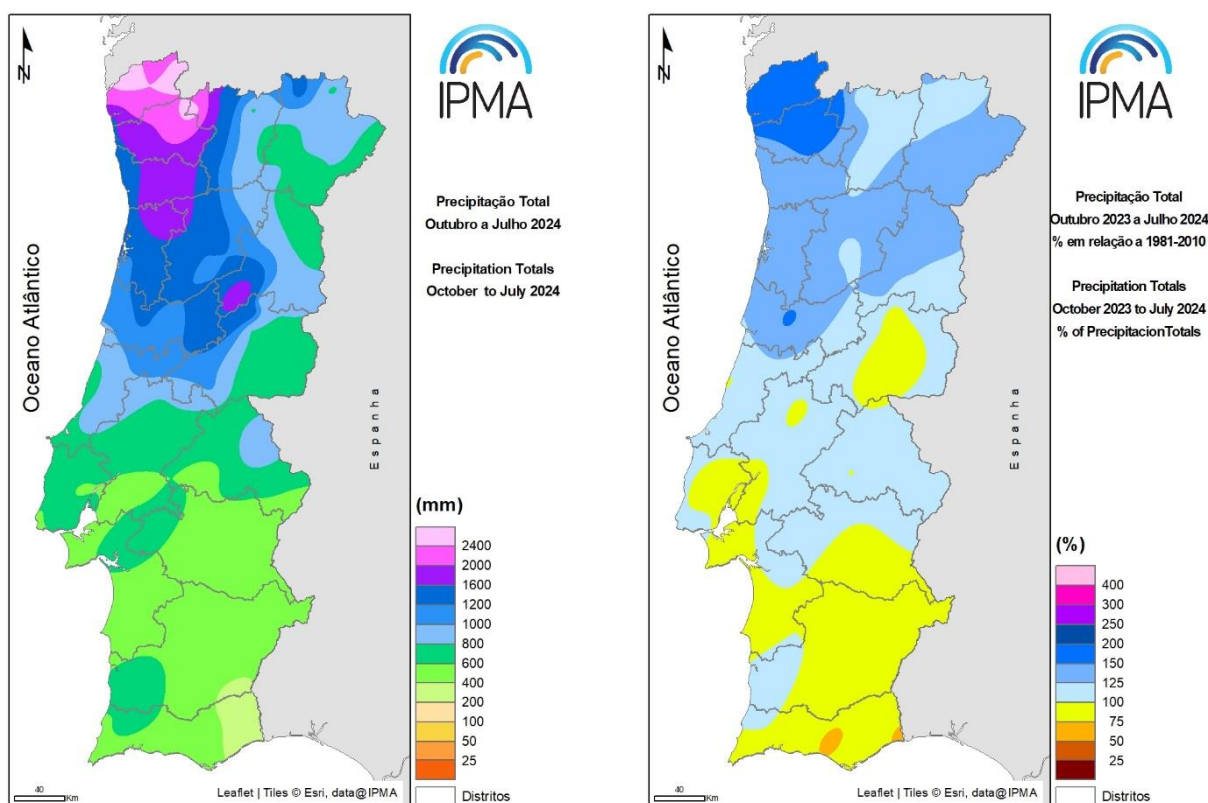 N
IPMA
Precipitação Total
Outubro a Julho 2024
Precipitation Totals
October to July 2024
Oceano Atlântico
Espanha
(mm)
2400
2000
1600
1200
1000
800
600
400
200
100
50
25
Distritos
40
Km
Leaflet | Tiles © Esri, data@IPMA
N
IPMA
Precipitação Total
Outubro 2023 a Julho 2024
% em relação a 1981-2010
Precipitation Totals
October 2023 to July 2024
% of PrecipitacionTotals
Oceano Atlântico
Espanha
(%)
400
300
250
200
150
125
100
75
50
25
Distritos
40
Km
Leaflet | Tiles © Esri, data@IPMA